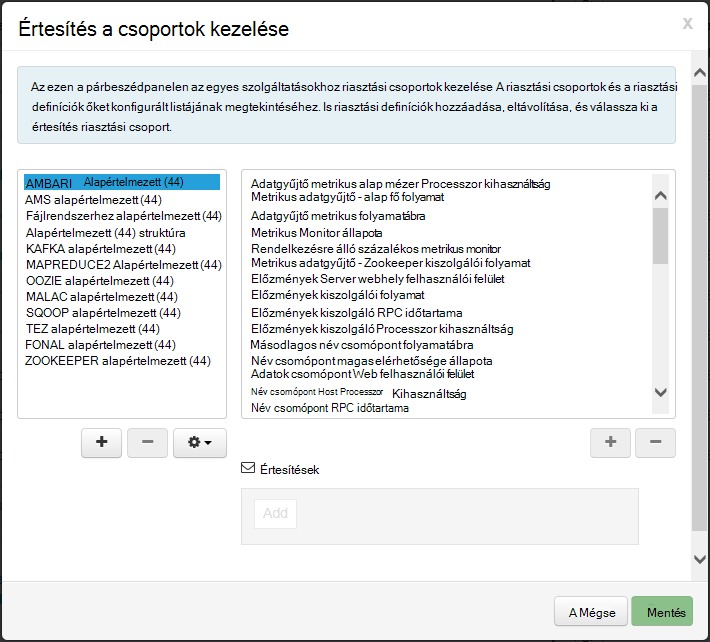 Értesítés a csoportok kezelése
x
Az ezen a párbeszédpanelen az egyes szolgáltatásokhoz riasztási csoportok kezelése A riasztási csoportok és a riasztási
definíciók őket konfigurált listájának megtekintéséhez. Is riasztási definíciók hozzáadása, eltávolítása, és válassza ki a
értesítés riasztási csoport.
AMBARI Alapértelmezett (44)
AMS alapértelmezett (44)
Fájlrendszerhez alapértelmezett (44)
Alapértelmezett (44) struktúra
KAFKA alapértelmezett (44)
MAPREDUCE2 Alapértelmezett (44)
OOZIE alapértelmezett (44)
MALAC alapértelmezett (44)
SQOOP alapértelmezett (44)
TEZ alapértelmezett (44)
FONAL alapértelmezett (44)
ZOOKEEPER alapértelmezett (44)
Adatgyűjtő metrikus alap mézer Processzor kihasználtság
Metrikus adatgyűjtő - alap fő folyamat
Adatgyűjtő metrikus folyamatábra
Metrikus Monitor állapota
Rendelkezésre álló százalékos metrikus monitor
Metrikus adatgyűjtő - Zookeeper kiszolgálói folyamat
Előzmények Server webhely felhasználói felület
Előzmények kiszolgálói folyamat
Előzmények kiszolgáló RPC időtartama
Előzmények kiszolgáló Processzor kihasználtság
Másodlagos név csomópont folyamatábra
Név csomópont magas elérhetősége állapota
Adatok csomópont Web felhasználói felület
Név csomópont Host Processzor Kihasználtság
Név csomópont RPC időtartama
Értesítések
Add
A Mégse
Mentés